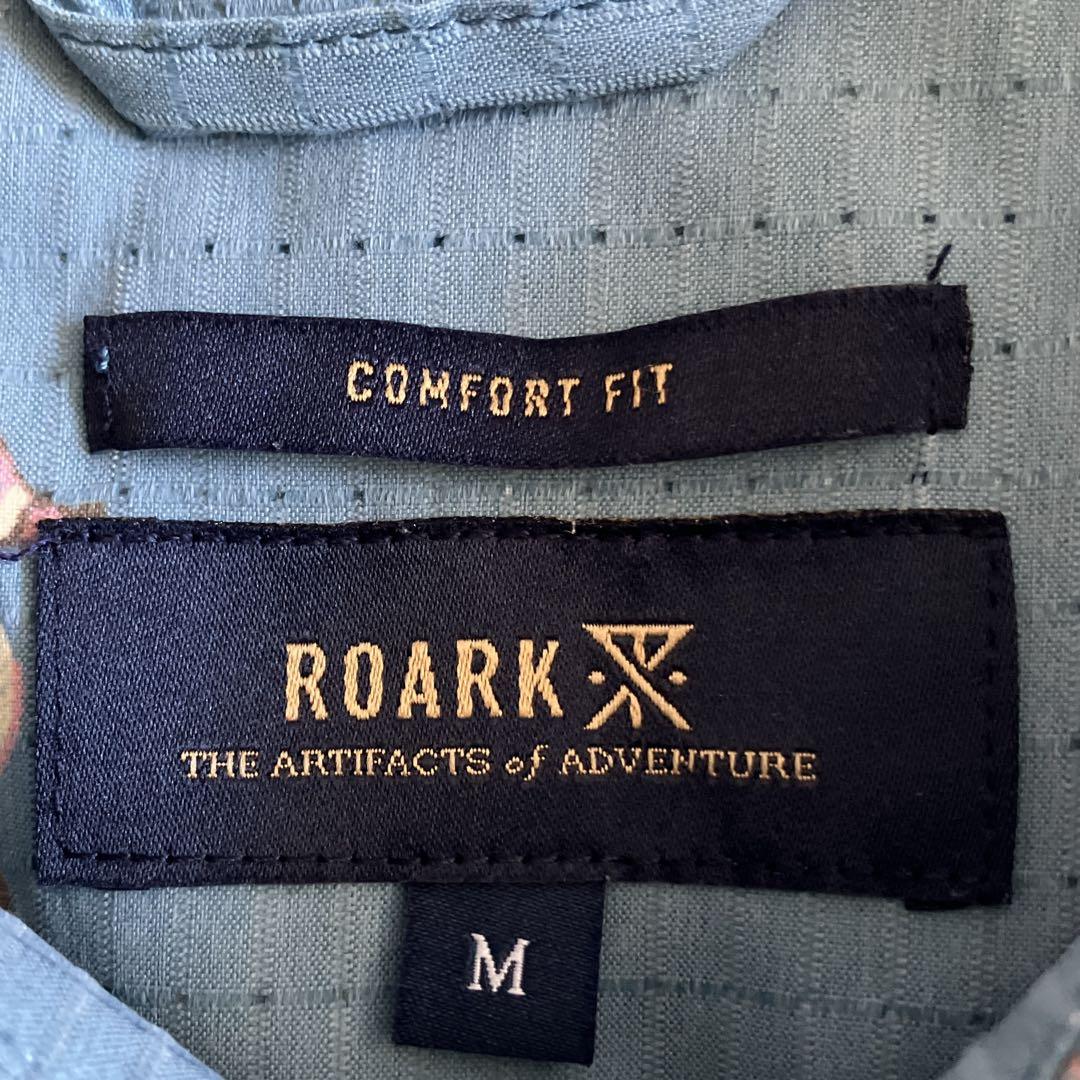 COMFORT FIT
ROARK
THE ARTIFACTS of ADVENTURE
M